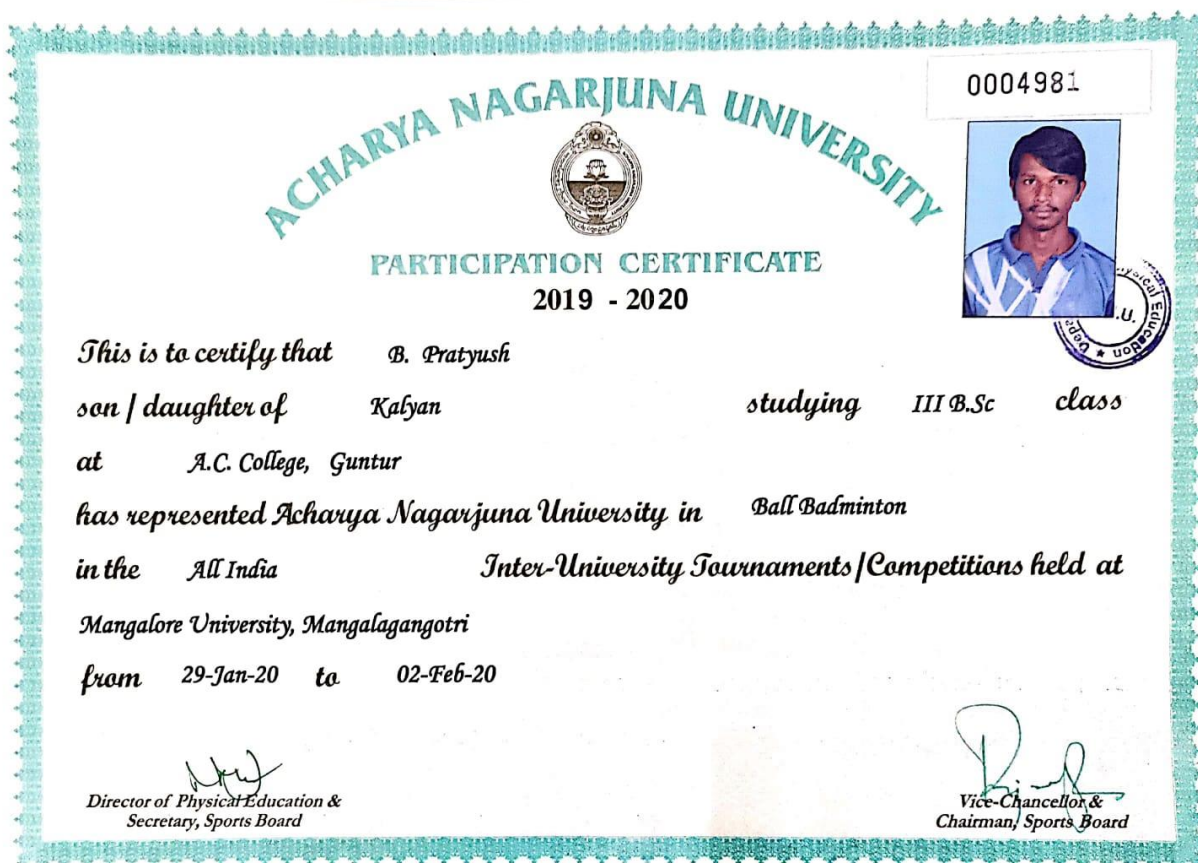 ACHARYA NAGARJUNA UNIVERSITY
0004981
PARTICIPATION CERTIFICATE
2019 - 2020
Physical Education
.U.
This is to certify that B. Pratyush
son / daughter of Kalyan studying III B.Sc class
at A.C. College, Guntur
has represented Acharya Nagarjuna University in Ball Badminton
in the All India Inter-University Tournaments/Competitions held at
Mangalore University, Mangalagangotri
from 29-Jan-20 to 02-Feb-20
Director of Physical Education &
Secretary, Sports Board
Vice-Chancellor &
Chairman, Sports Board